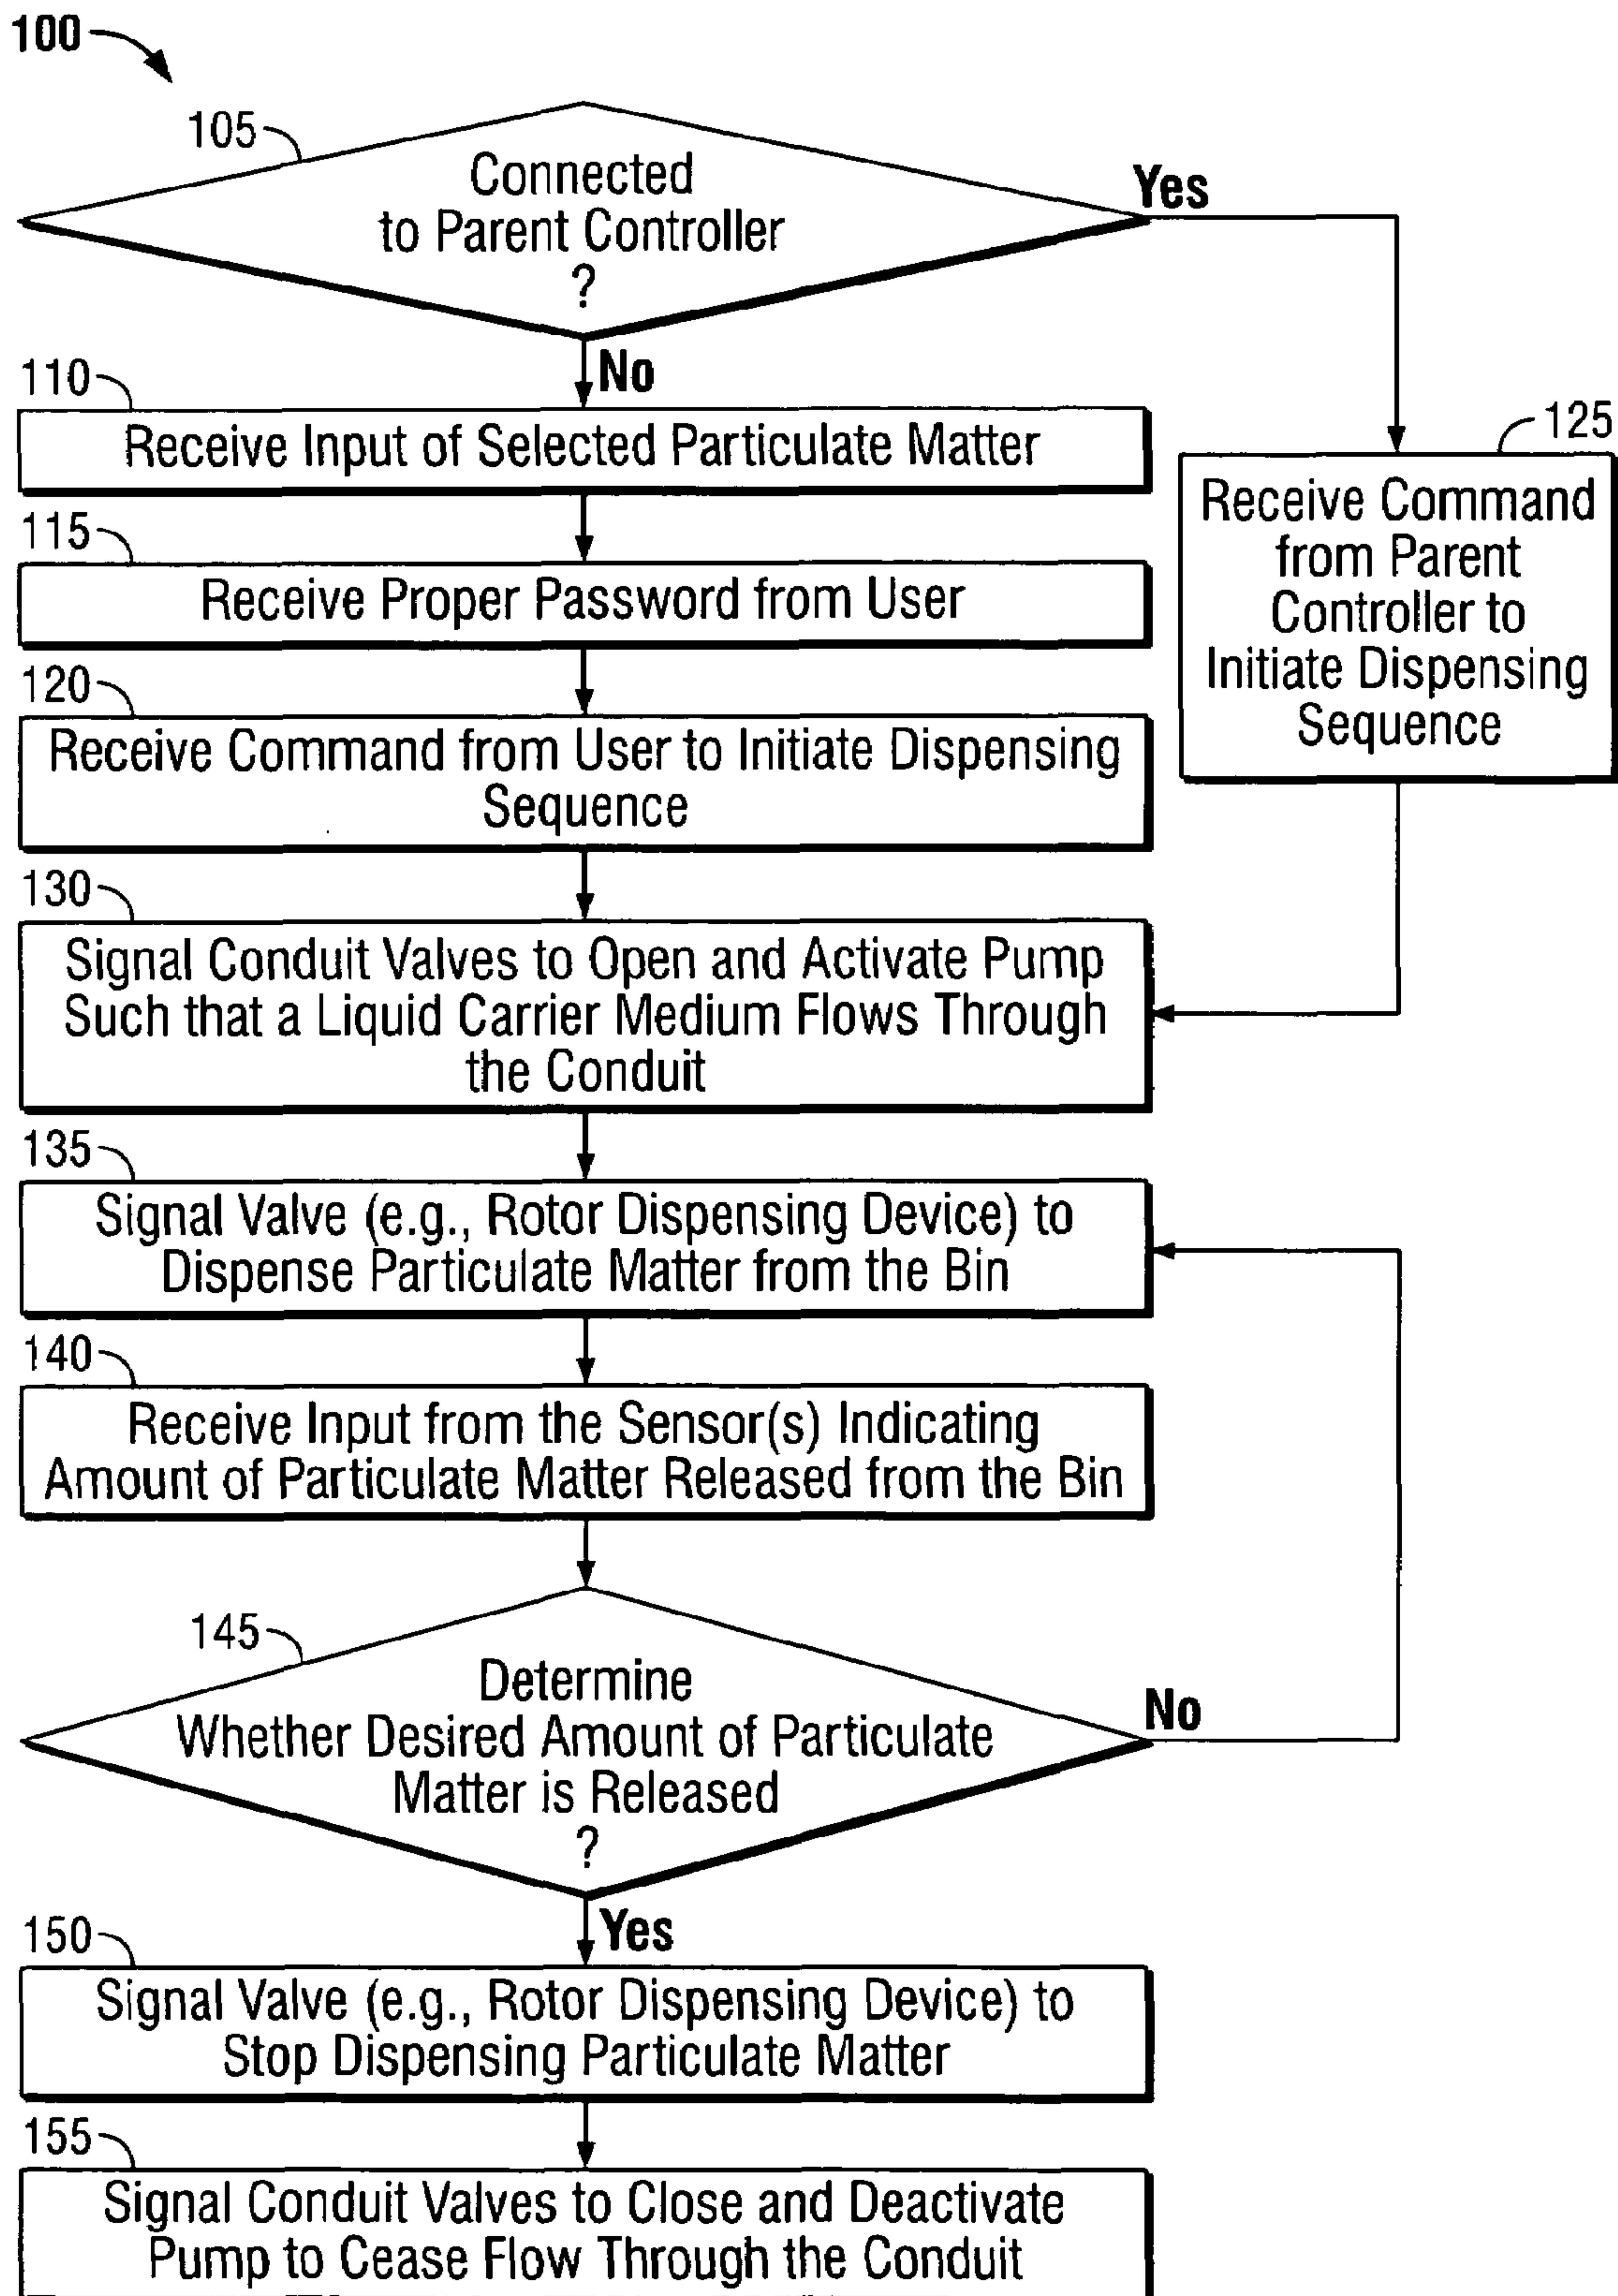 100
105
Connected
to Parent Controller
?
Yes
No
110
Receive Input of Selected Particulate Matter
115
Receive Proper Password from User
120
Receive Command from User to Initiate Dispensing
Sequence
125
Receive Command
from Parent
Controller to
Initiate Dispensing
Sequence
130
Signal Conduit Valves to Open and Activate Pump
Such that a Liquid Carrier Medium Flows Through
the Conduit
135
Signal Valve (e.g., Rotor Dispensing Device) to
Dispense Particulate Matter from the Bin
140
Receive Input from the Sensor(s) Indicating
Amount of Particulate Matter Released from the Bin
145
Determine
Whether Desired Amount of Particulate
Matter is Released
?
No
Yes
150
Signal Valve (e.g., Rotor Dispensing Device) to
Stop Dispensing Particulate Matter
155
Signal Conduit Valves to Close and Deactivate
Pump to Cease Flow Through the Conduit